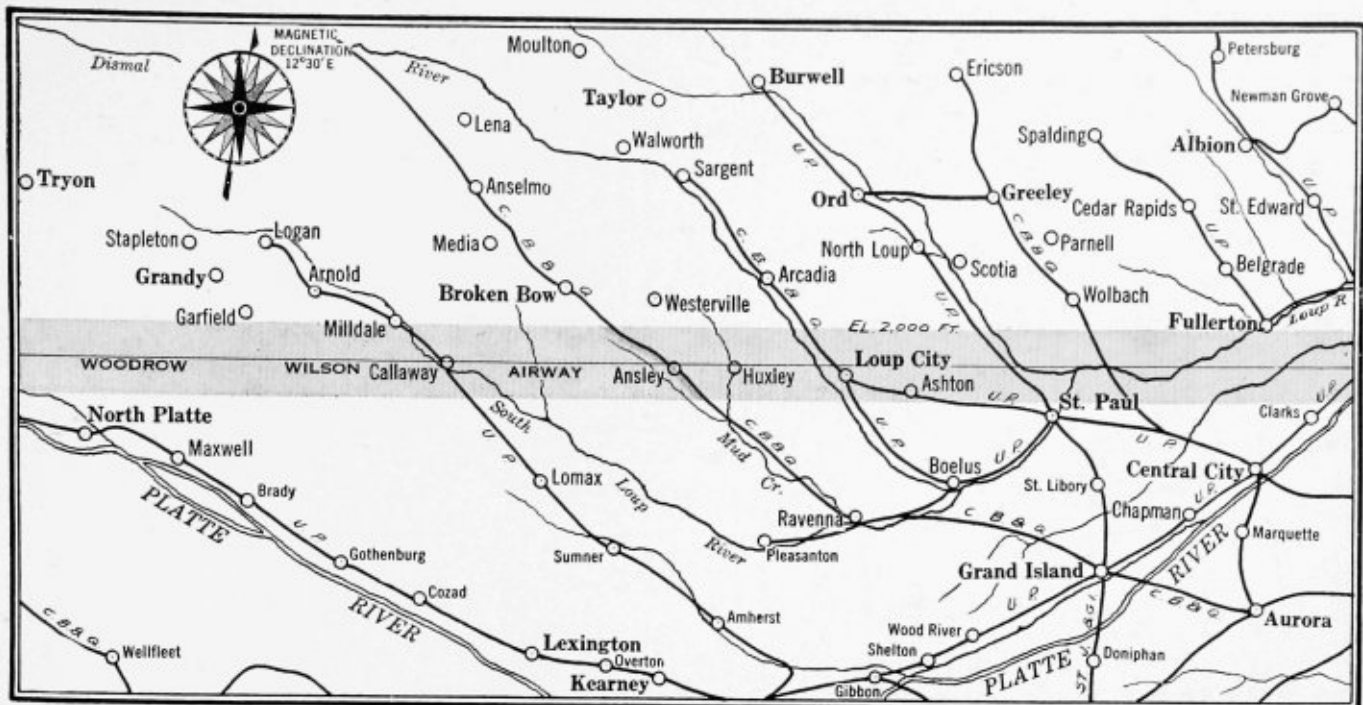 MAGNETIC
DECLINATION
12°30'E
Dismal
River
Moulton
Burwell
Ericson
Petersburg
Newman Grove
Taylor
Lena
Walworth
Sargent
U.P.
Spalding
Albion
Tryon
Anselmo
Ord
Greeley
Cedar Rapids
St. Edward
U.P.
Stapleton
Logan
Media
C. B. & Q.
C. B. & Q.
North Loup
Scotia
C B & Q
Parnell
U.P.
Belgrade
Grandy
Arnold
Broken Bow
Arcadia
Westerville
U.P.
Wolbach
Garfield
Milldale
EL. 2,000 FT.
Fullerton
Loup R
WOODROW WILSON AIRWAY
Callaway
Ansley
Huxley
Loup City
Ashton
U.P.
St. Paul
Clarks
U.P.
North Platte
Maxwell
South Loup River
U.P.
C B & Q
Mud Cr.
U.P.
U.P.
U.P.
Central City
Brady
Lomax
Boelus
St. Libory
Chapman
U.P.
PLATTE RIVER
U.P.
Ravenna
Marquette
Gothenburg
Sumner
Pleasanton
C B & Q
Grand Island
Cozad
Amherst
U.P.
C B & Q
Aurora
C B & Q
Wellfleet
Lexington
Overton
Kearney
Wood River
Shelton
Gibbon
PLATTE RIVER
Doniphan